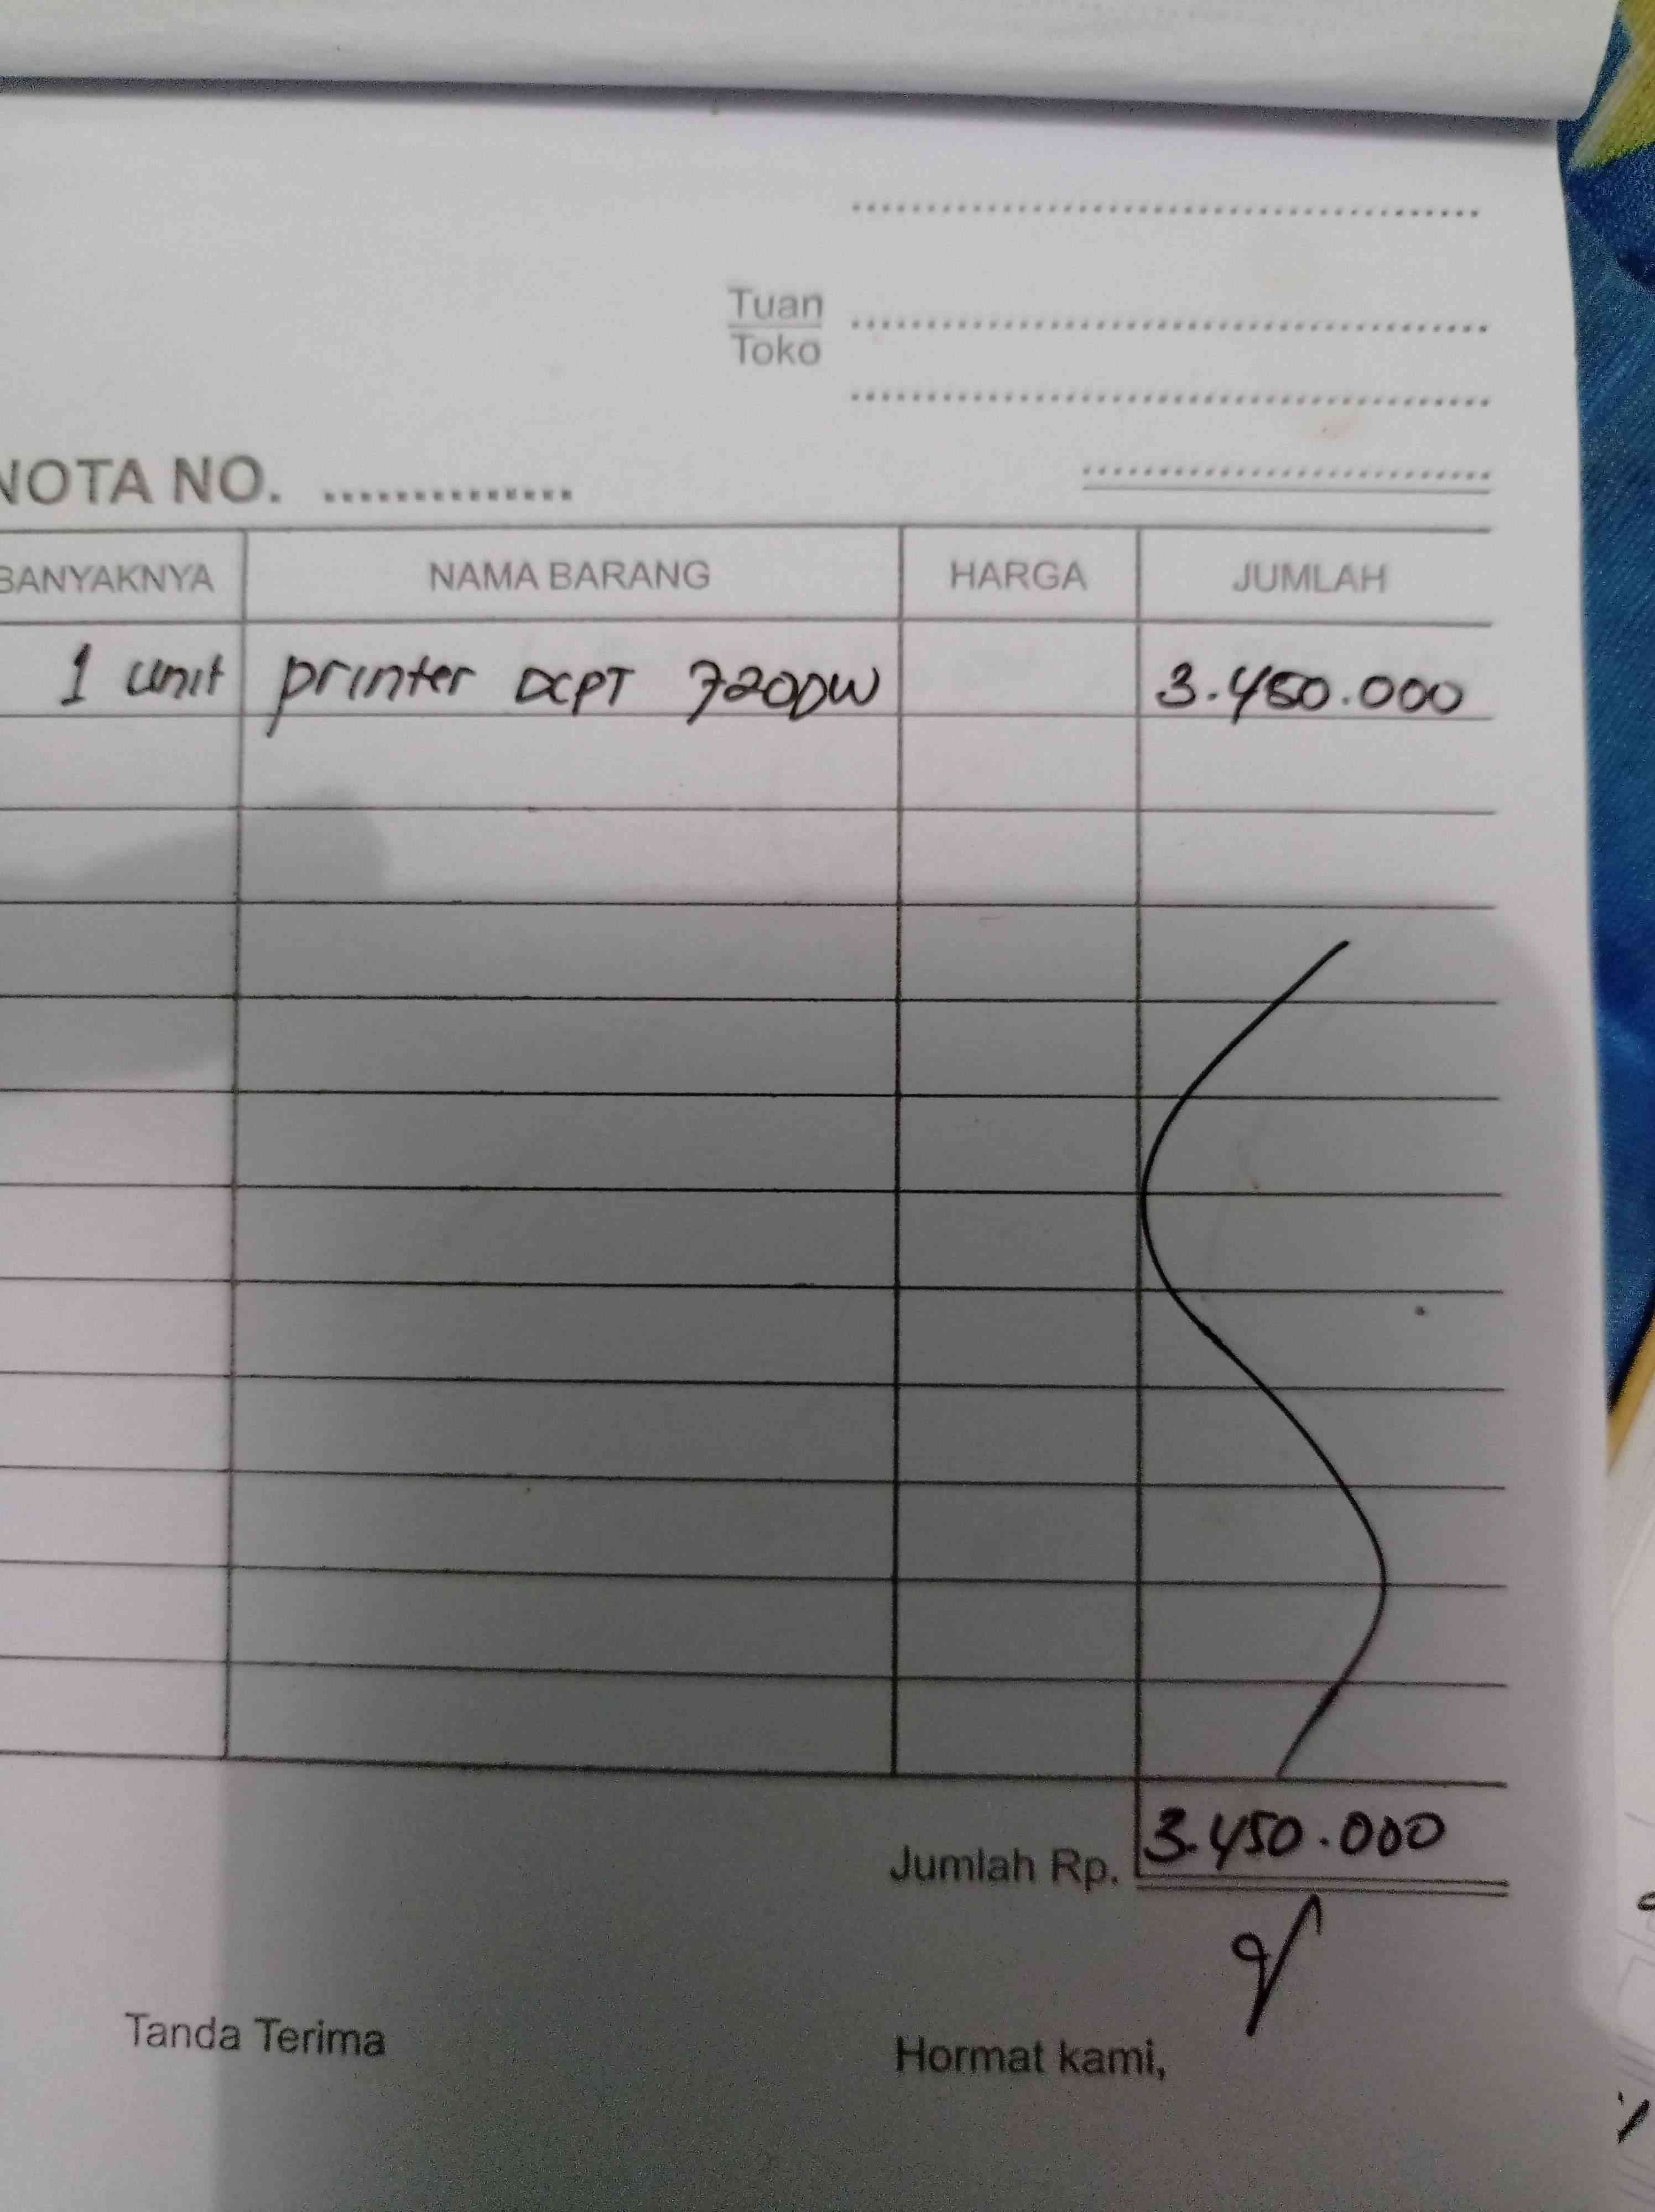 Tuan
Toko
NOTA NO. ..............
BANYAKNYA NAMA BARANG HARGA JUMLAH
1 unit printer DCPT 720DW 3.450.000
Jumlah Rp. 3.450.000
Tanda Terima Hormat kami,